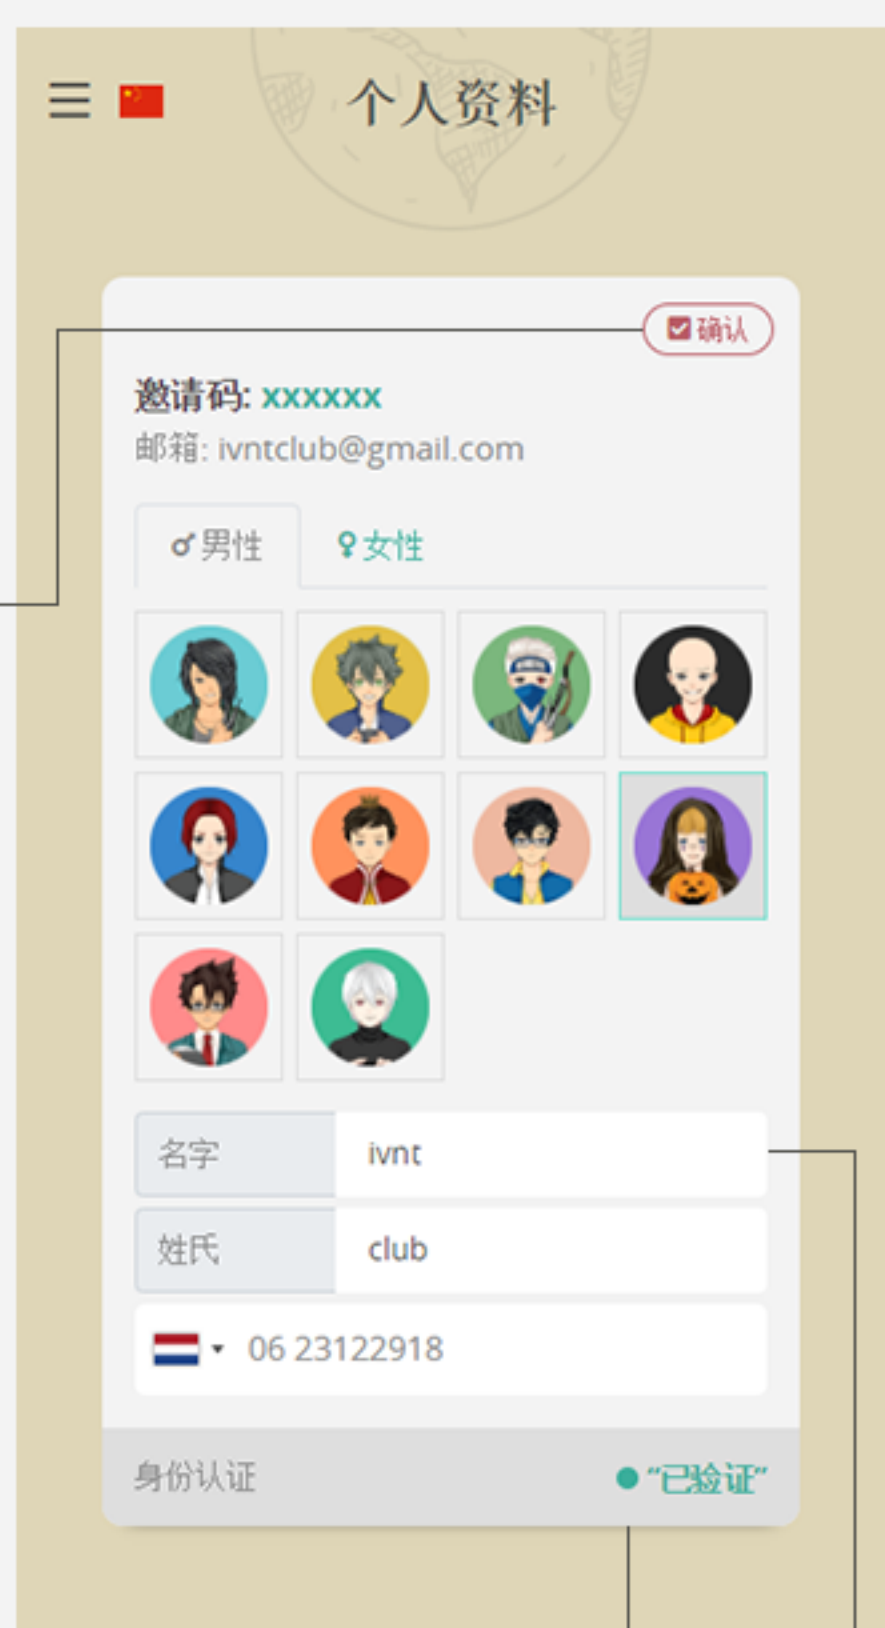 个人资料
确认
邀请码: xxxxxx
邮箱: ivntclub@gmail.com
男性 女性
名字 ivnt
姓氏 club
06 23122918
身份认证 “已验证”